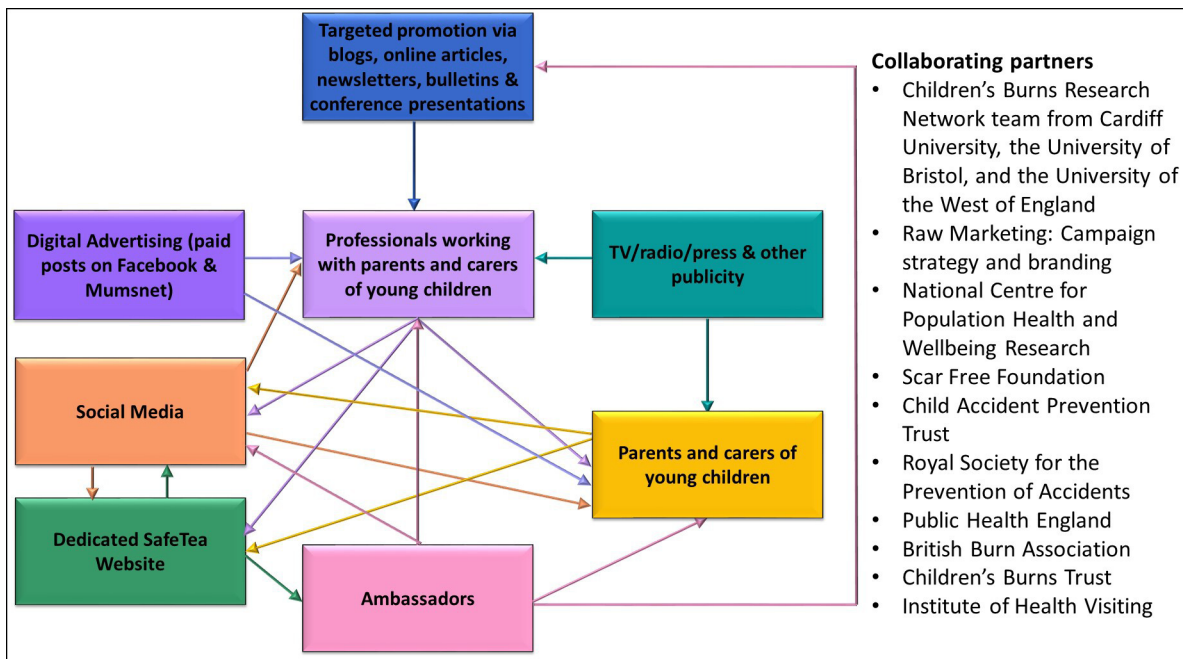 Targeted promotion via
blogs, online articles,
newsletters, bulletins &
conference presentations
Digital Advertising (paid
posts on Facebook &
Mumsnet)
Professionals working
with parents and carers
of young children
TV/radio/press & other
publicity
Social Media
Parents and carers of
young children
Dedicated SafeTea
Website
Ambassadors
Collaborating partners
• Children’s Burns Research
Network team from Cardiff
University, the University of
Bristol, and the University of
the West of England
• Raw Marketing: Campaign
strategy and branding
• National Centre for
Population Health and
Wellbeing Research
• Scar Free Foundation
• Child Accident Prevention
Trust
• Royal Society for the
Prevention of Accidents
• Public Health England
• British Burn Association
• Children’s Burns Trust
• Institute of Health Visiting